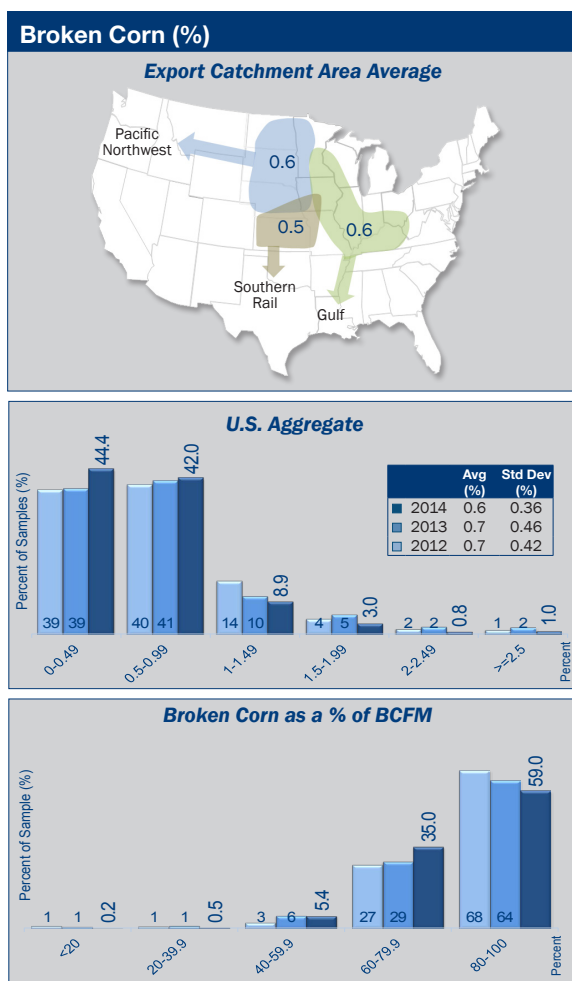 Broken Corn (%)
Export Catchment Area Average
Pacific
Northwest
0.6
0.5
0.6
Southern
Rail
Gulf
U.S. Aggregate
Percent of Samples (%)
39 39 44.4
40 41 42.0
14 10 8.9
4 5 3.0
2 2 0.8
1 2 1.0
0-0.49
0.5-0.99
1-1.49
1.5-1.99
2-2.49
>=2.5
Percent
Avg Std Dev
(%) (%)
2014 0.6 0.36
2013 0.7 0.46
2012 0.7 0.42
Broken Corn as a % of BCFM
Percent of Sample (%)
1 1 0.2
1 1 0.5
3 6 5.4
27 29 35.0
68 64 59.0
<20
20-39.9
40-59.9
60-79.9
80-100
Percent